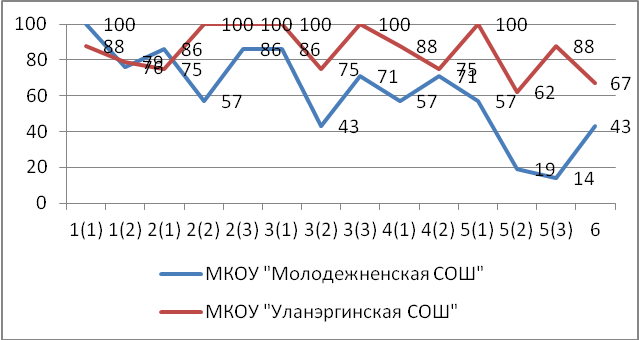 100
80
60
40
20
0
100 100 100 100 100 100
88 86 86 86 88 88
79
76 75 75 71 75 71 67
57 57 57 62
43 43
19 14
1(1) 1(2) 2(1) 2(2) 2(3) 3(1) 3(2) 3(3) 4(1) 4(2) 5(1) 5(2) 5(3) 6
МКОУ "Молодежненская СОШ"
МКОУ "Уланэргинская СОШ"